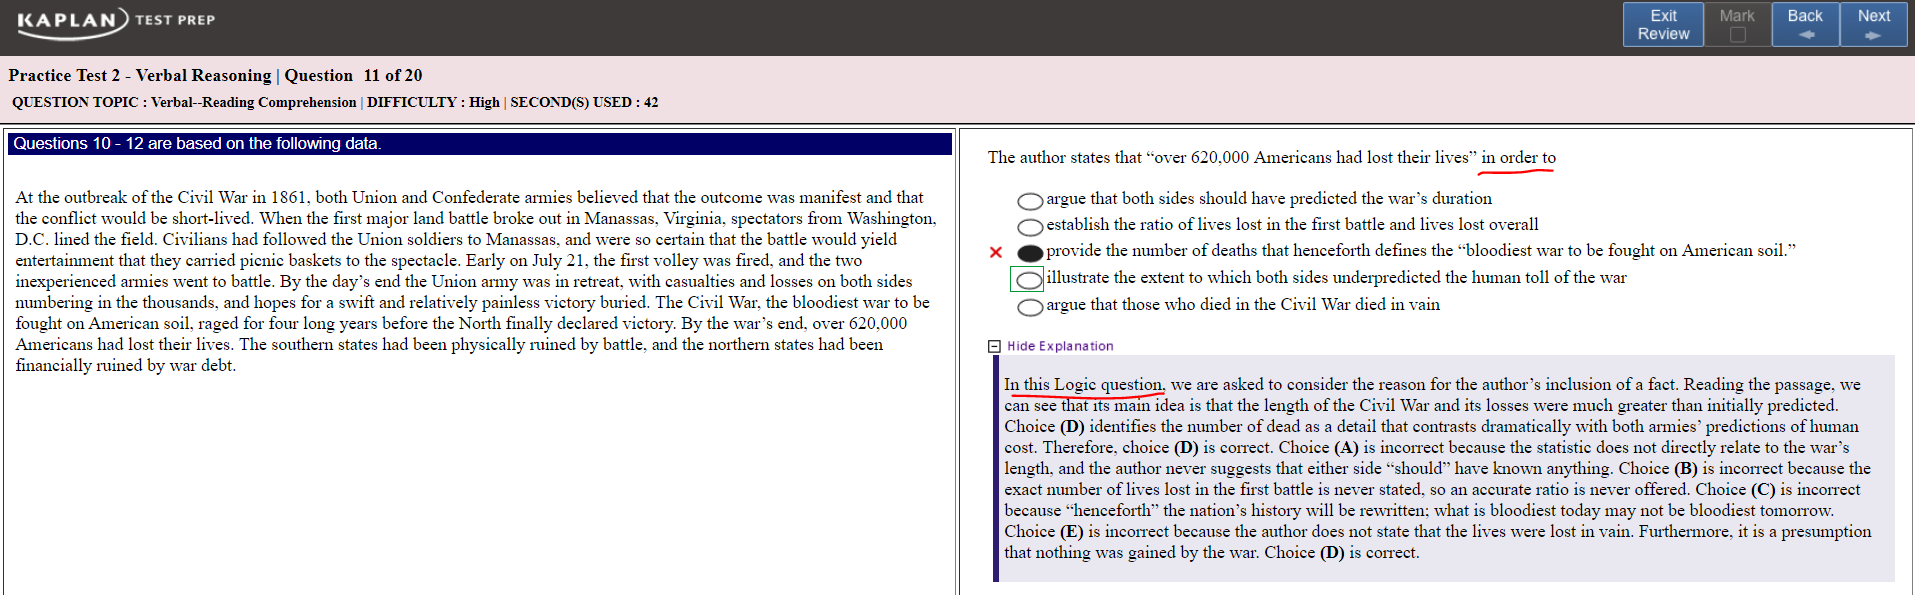 KAPLAN TEST PREP
Exit Review
Mark
Back
Next
Practice Test 2 - Verbal Reasoning | Question 11 of 20
QUESTION TOPIC : Verbal--Reading Comprehension | DIFFICULTY : High | SECOND(S) USED : 42
Questions 10 - 12 are based on the following data.
At the outbreak of the Civil War in 1861, both Union and Confederate armies believed that the outcome was manifest and that
the conflict would be short-lived. When the first major land battle broke out in Manassas, Virginia, spectators from Washington,
D.C. lined the field. Civilians had followed the Union soldiers to Manassas, and were so certain that the battle would yield
entertainment that they carried picnic baskets to the spectacle. Early on July 21, the first volley was fired, and the two
inexperienced armies went to battle. By the day’s end the Union army was in retreat, with casualties and losses on both sides
numbering in the thousands, and hopes for a swift and relatively painless victory buried. The Civil War, the bloodiest war to be
fought on American soil, raged for four long years before the North finally declared victory. By the war’s end, over 620,000
Americans had lost their lives. The southern states had been physically ruined by battle, and the northern states had been
financially ruined by war debt.
The author states that “over 620,000 Americans had lost their lives” in order to
argue that both sides should have predicted the war’s duration
establish the ratio of lives lost in the first battle and lives lost overall
provide the number of deaths that henceforth defines the “bloodiest war to be fought on American soil.”
illustrate the extent to which both sides underpredicted the human toll of the war
argue that those who died in the Civil War died in vain
Hide Explanation
In this Logic question, we are asked to consider the reason for the author’s inclusion of a fact. Reading the passage, we
can see that its main idea is that the length of the Civil War and its losses were much greater than initially predicted.
Choice (D) identifies the number of dead as a detail that contrasts dramatically with both armies’ predictions of human
cost. Therefore, choice (D) is correct. Choice (A) is incorrect because the statistic does not directly relate to the war’s
length, and the author never suggests that either side “should” have known anything. Choice (B) is incorrect because the
exact number of lives lost in the first battle is never stated, so an accurate ratio is never offered. Choice (C) is incorrect
because “henceforth” the nation’s history will be rewritten; what is bloodiest today may not be bloodiest tomorrow.
Choice (E) is incorrect because the author does not state that the lives were lost in vain. Furthermore, it is a presumption
that nothing was gained by the war. Choice (D) is correct.